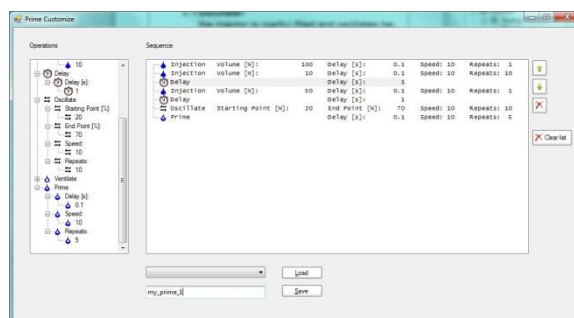 Prime Customize
Operations
Sequence
10
Delay
Delay [s]:
1
Oscillate
Starting Point [%]:
20
End Point [%]:
70
Speed:
10
Repeats:
10
Ventilate
Prime
Delay [s]:
0.1
Speed:
10
Repeats:
5
Injection Volume [%]: 100 Delay [s]: 0.1 Speed: 10 Repeats: 1
Injection Volume [%]: 10 Delay [s]: 0.1 Speed: 10 Repeats: 10
Delay Delay [s]: 1
Injection Volume [%]: 50 Delay [s]: 0.1 Speed: 10 Repeats: 1
Delay Delay [s]: 1
Oscillate Starting Point [%]: 20 End Point [%]: 70 Speed: 10 Repeats: 10
Prime Delay [s]: 0.1 Speed: 10 Repeats: 5
Clear list
Load
my_prime_1
Save